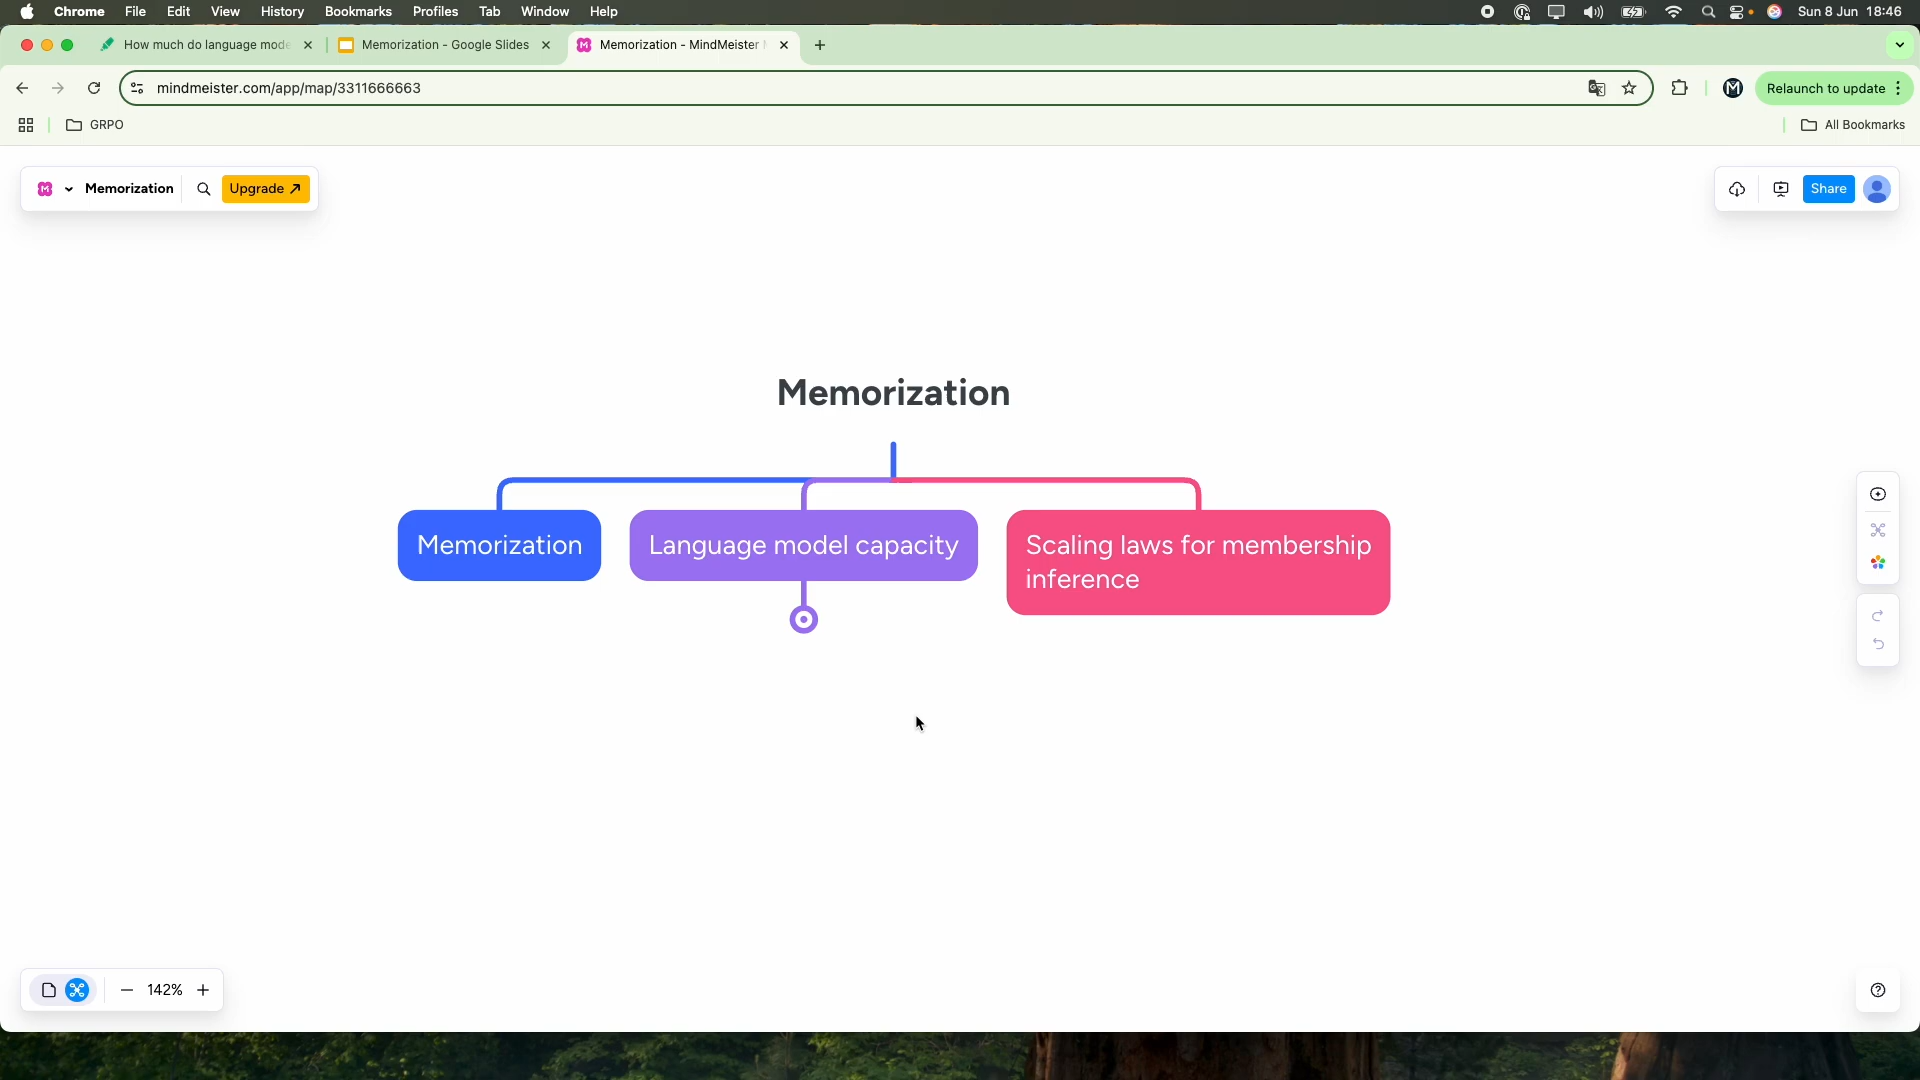 Chrome File Edit View History Bookmarks Profiles Tab Window Help Sun 8 Jun 18:46
How much do language mode Memorization - Google Slides Memorization - MindMeister
mindmeister.com/app/map/3311666663 Relaunch to update
GRPO All Bookmarks
Memorization Upgrade Share
Memorization
Memorization
Language model capacity
Scaling laws for membership
inference
142%